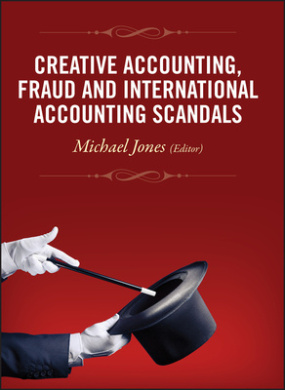 CREATIVE ACCOUNTING,
FRAUD AND INTERNATIONAL
ACCOUNTING SCANDALS
Michael Jones (Editor)